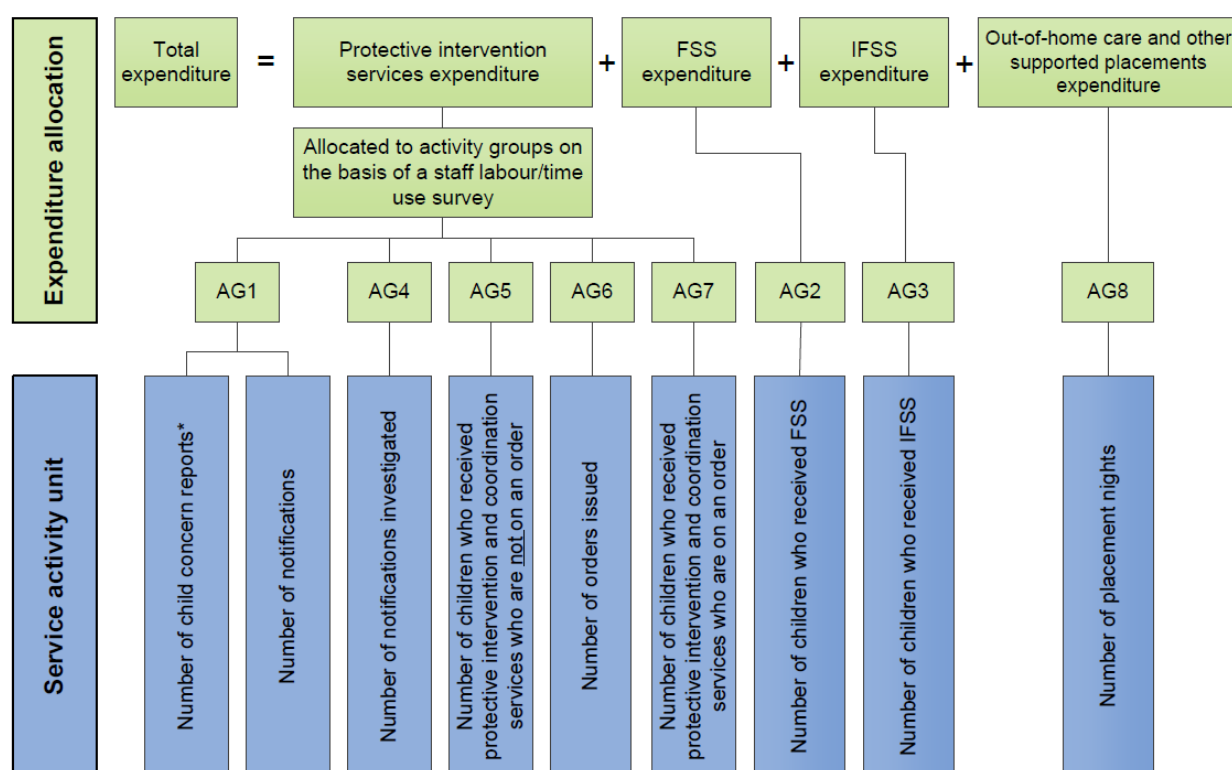 Expenditure allocation
Total
expenditure
=
Protective intervention
services expenditure
+
FSS
expenditure
+
IFSS
expenditure
+
Out-of-home care and other
supported placements
expenditure
Allocated to activity groups on
the basis of a staff labour/time
use survey
AG1
AG4
AG5
AG6
AG7
AG2
AG3
AG8
Service activity unit
Number of child concern reports*
Number of notifications
Number of notifications investigated
Number of children who received
protective intervention and coordination
services who are not on an order
Number of orders issued
Number of children who received
protective intervention and coordination
services who are on an order
Number of children who received FSS
Number of children who received IFSS
Number of placement nights